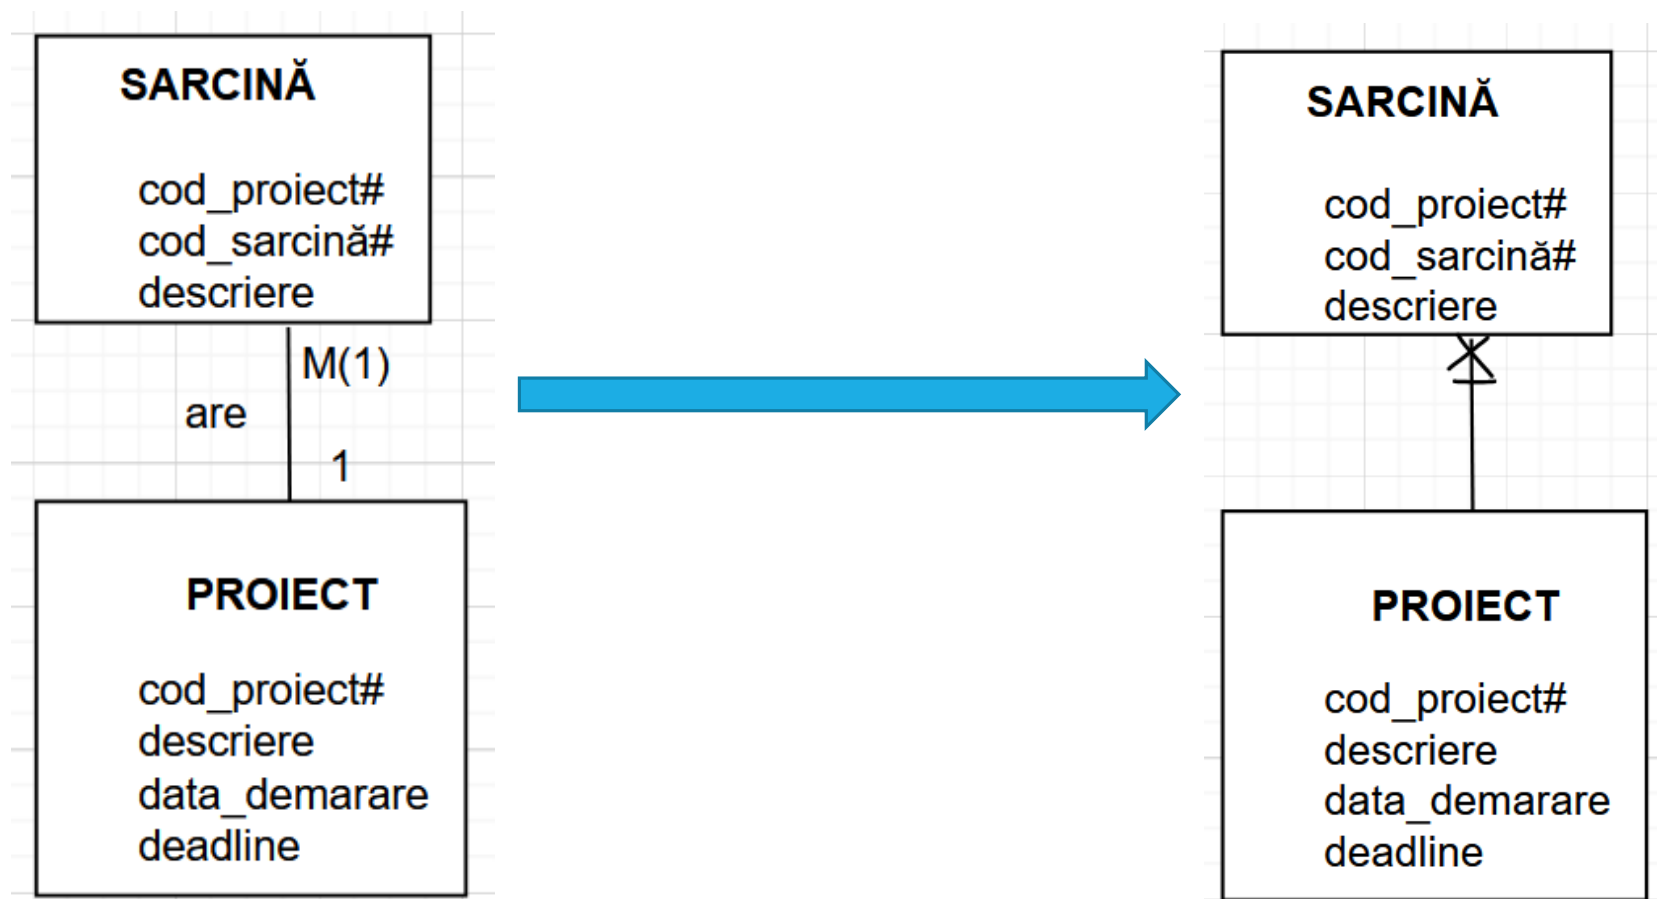 SARCINĂ
cod_proiect#
cod_sarcină#
descriere
M(1)
are
1
PROIECT
cod_proiect#
descriere
data_demarare
deadline
SARCINĂ
cod_proiect#
cod_sarcină#
descriere
PROIECT
cod_proiect#
descriere
data_demarare
deadline